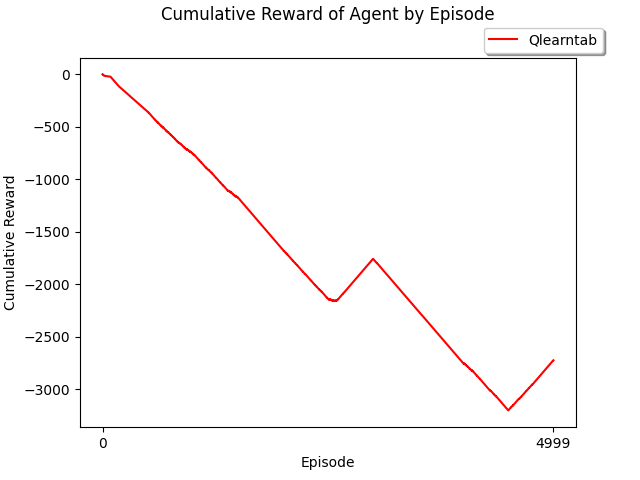 Cumulative Reward of Agent by Episode
Qlearntab
0
−500
−1000
−1500
−2000
−2500
−3000
Cumulative Reward
0
4999
Episode